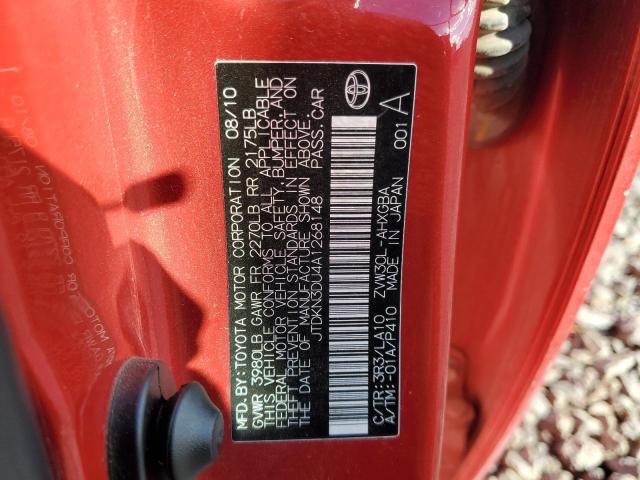 MFD. BY: TOYOTA MOTOR CORPORATION 08/10
GVWR 3980LB GAWR FR 2270LB RR 2175LB
THIS VEHICLE CONFORMS TO ALL APPLICABLE
FEDERAL MOTOR VEHICLE SAFETY, BUMPER, AND
THEFT PREVENTION STANDARDS IN EFFECT ON
THE DATE OF MANUFACTURE SHOWN ABOVE.
JTDKN3DU4A1268148 PASS. CAR
C/TR: 3R3/LA10 ZVW30L-AHXGBA
A/TM: -01A/P410 MADE IN JAPAN 001 A